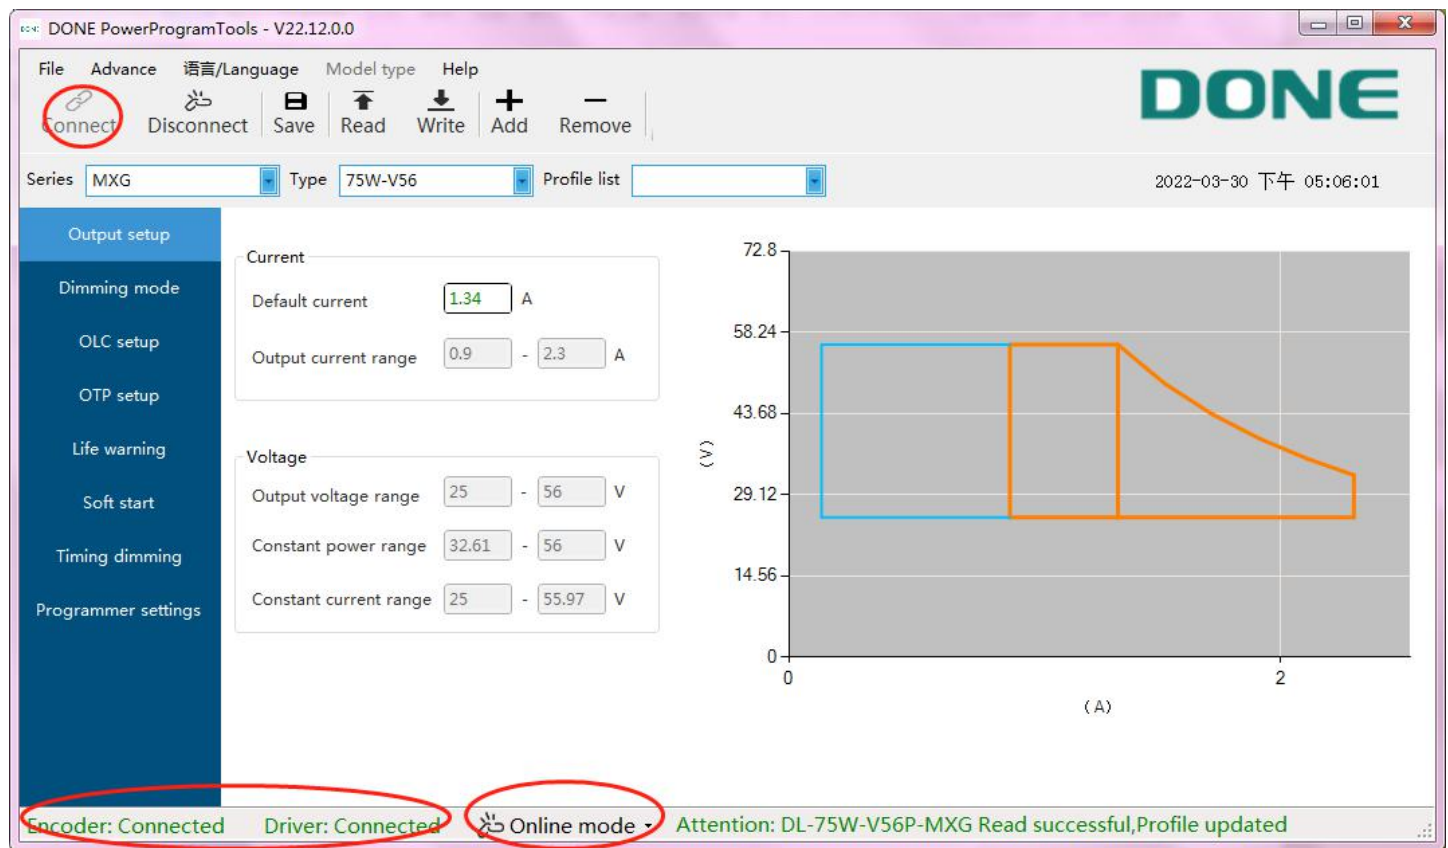 DONE PowerProgramTools - V22.12.0.0
File Advance 语言/Language Model type Help
DONE
Connect Disconnect Save Read Write Add Remove
Series MXG Type 75W-V56 Profile list
2022-03-30 下午 05:06:01
Output setup
Dimming mode
OLC setup
OTP setup
Life warning
Soft start
Timing dimming
Programmer settings
Current
Default current 1.34 A
Output current range 0.9 - 2.3 A
Voltage
Output voltage range 25 - 56 V
Constant power range 32.61 - 56 V
Constant current range 25 - 55.97 V
72.8
58.24
43.68
(V)
29.12
14.56
0
0 2
(A)
Encoder: Connected Driver: Connected Online mode Attention: DL-75W-V56P-MXG Read successful,Profile updated